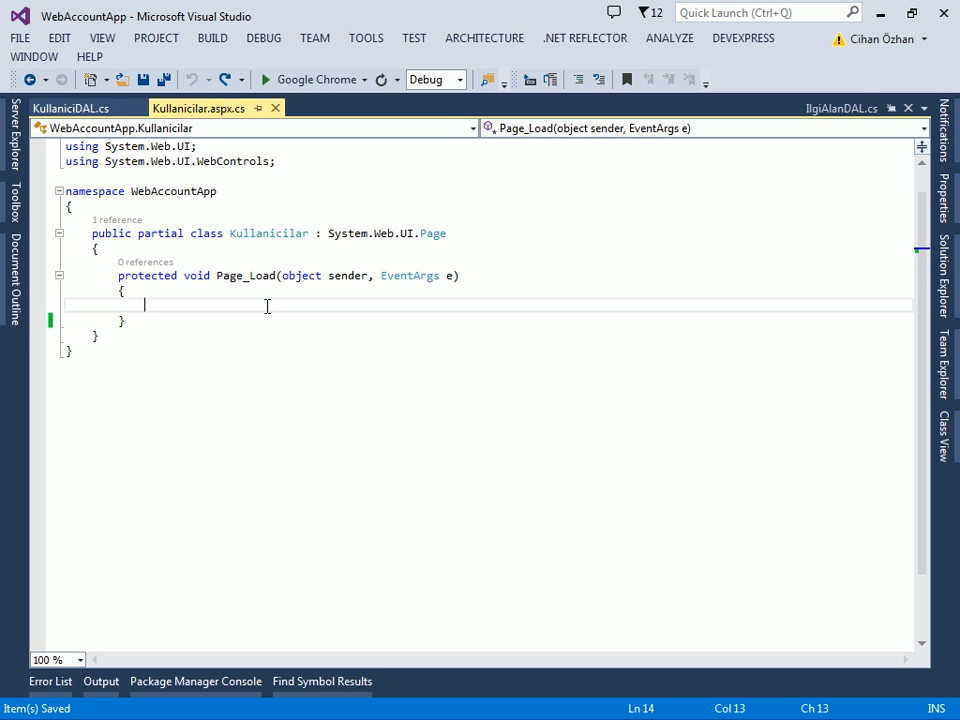 WebAccountApp - Microsoft Visual Studio
12
Quick Launch (Ctrl+Q)
FILE EDIT VIEW PROJECT BUILD DEBUG TEAM TOOLS TEST ARCHITECTURE .NET REFLECTOR ANALYZE DEVEXPRESS
Cihan Özhan
WINDOW HELP
Google Chrome
Debug
KullaniciDAL.cs
Kullanicilar.aspx.cs
IlgiAlanDAL.cs
WebAccountApp.Kullanicilar
Page_Load(object sender, EventArgs e)
using System.Web.UI;
using System.Web.UI.WebControls;
namespace WebAccountApp
{
1 reference
public partial class Kullanicilar : System.Web.UI.Page
{
0 references
protected void Page_Load(object sender, EventArgs e)
{
}
}
}
Server Explorer
Toolbox
Document Outline
Notifications
Properties
Solution Explorer
Team Explorer
Class View
100 %
Error List Output Package Manager Console Find Symbol Results
Item(s) Saved
Ln 14
Col 13
Ch 13
INS